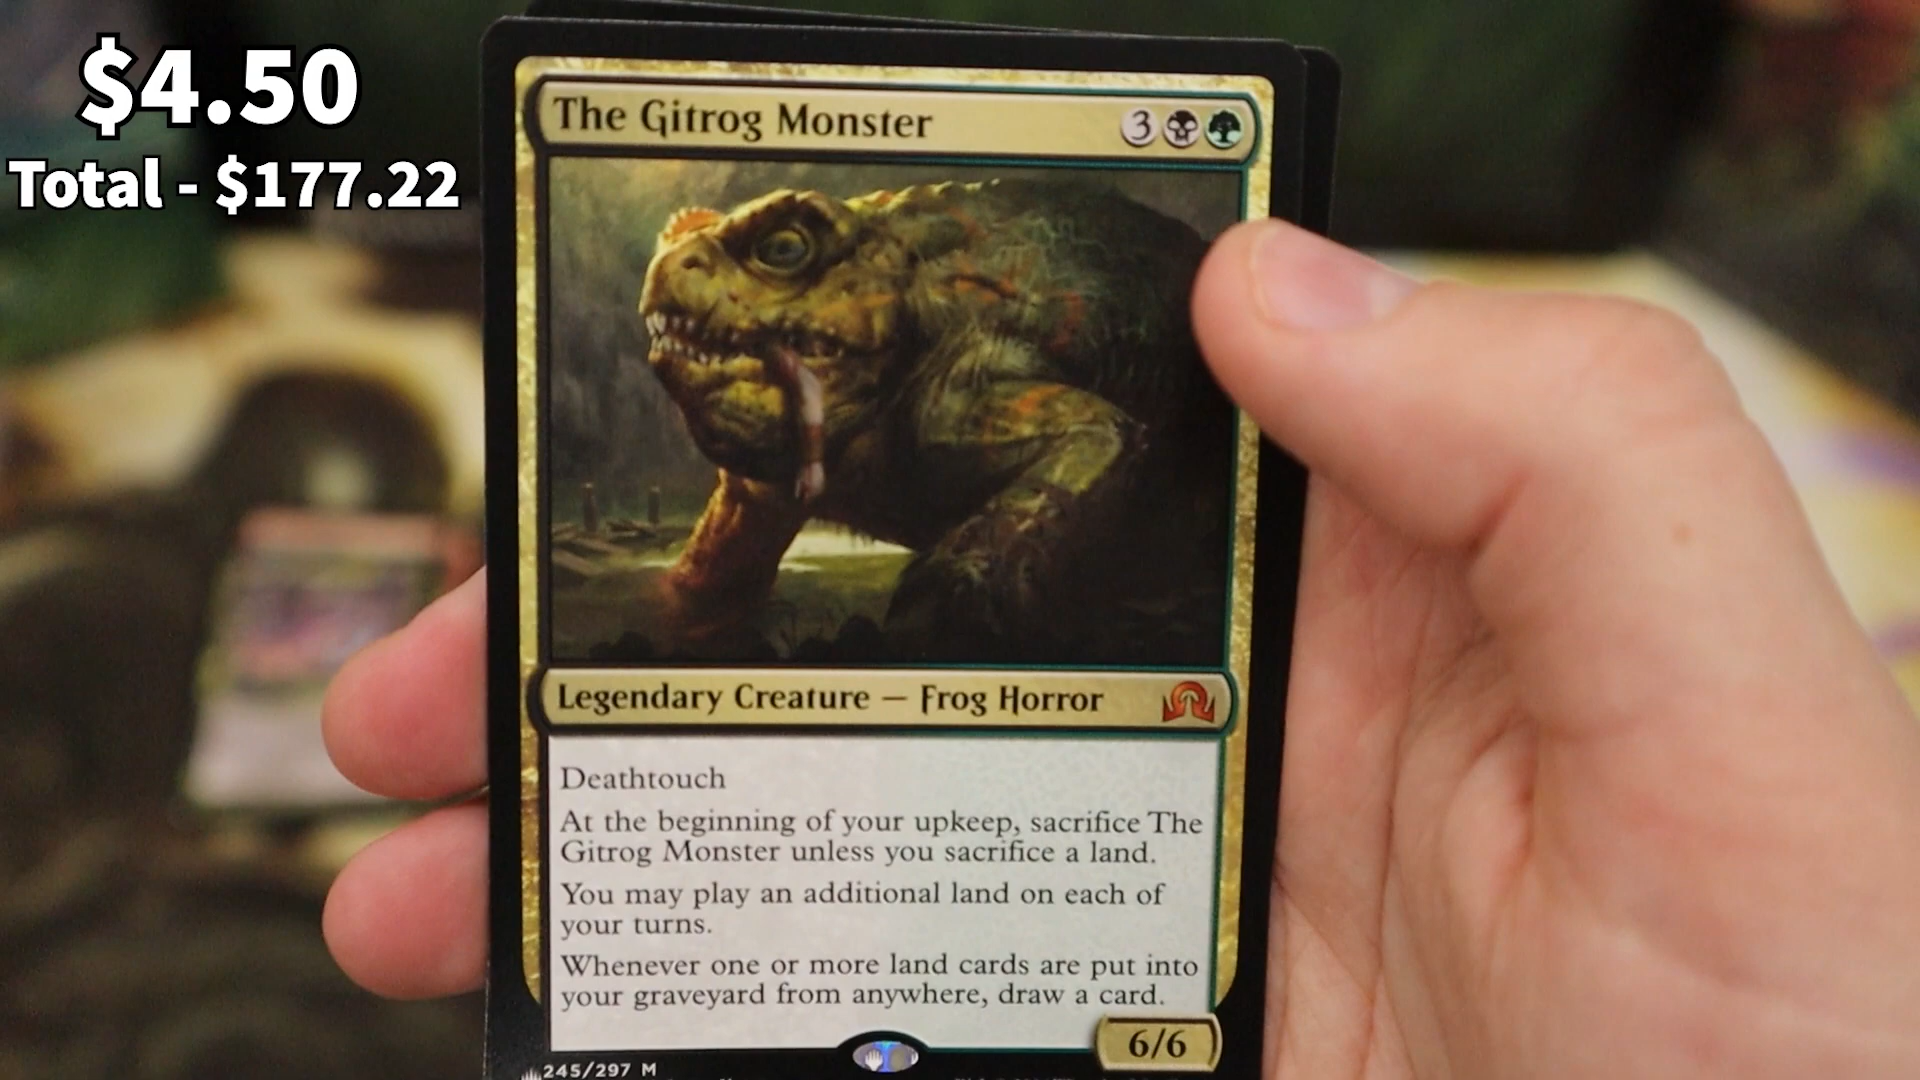 $4.50
Total - $177.22
The Gitrog Monster 3
Legendary Creature — Frog Horror
Deathtouch
At the beginning of your upkeep, sacrifice The
Gitrog Monster unless you sacrifice a land.
You may play an additional land on each of
your turns.
Whenever one or more land cards are put into
your graveyard from anywhere, draw a card.
6/6
245/297 M